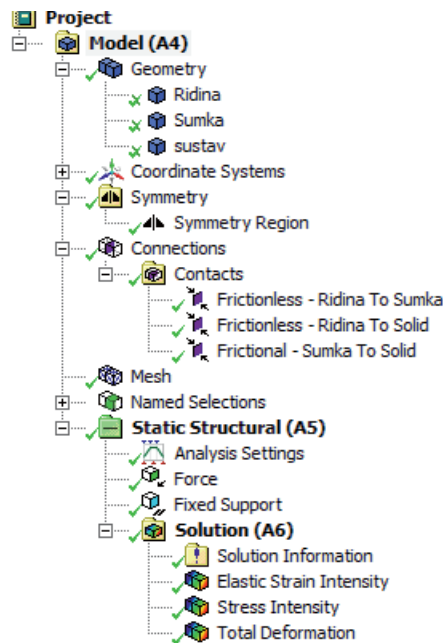 Project
Model (A4)
Geometry
Ridina
Sumka
sustav
Coordinate Systems
Symmetry
Symmetry Region
Connections
Contacts
Frictionless - Ridina To Sumka
Frictionless - Ridina To Solid
Frictional - Sumka To Solid
Mesh
Named Selections
Static Structural (A5)
Analysis Settings
Force
Fixed Support
Solution (A6)
Solution Information
Elastic Strain Intensity
Stress Intensity
Total Deformation